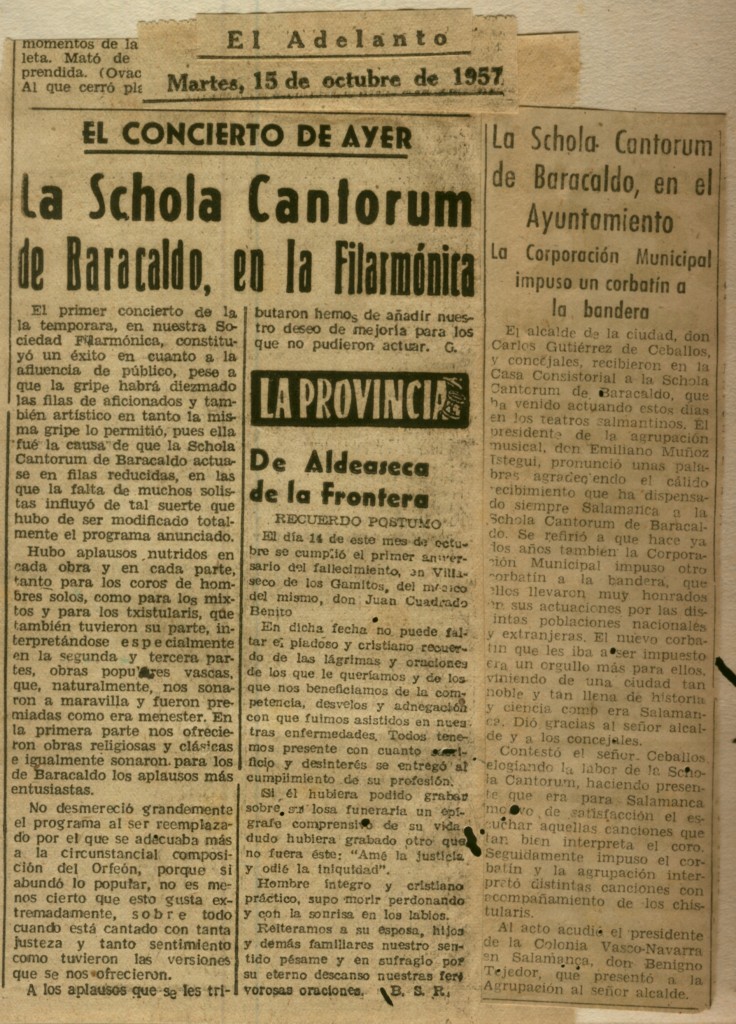 momentos de la
leta. Mató de
prendida. (Ovac
Al que cerró pla
El Adelanto
Martes, 15 de octubre de 1957
EL CONCIERTO DE AYER
La Schola Cantorum
de Baracaldo, en la Filarmónica
El primer concierto de la
la temporara, en nuestra So-
ciedad Filarmónica, constitu-
yó un éxito en cuanto a la
afluencia de público, pese a
que la gripe habrá diezmado
las filas de aficionados y tam-
bién artístico en tanto la mis-
ma gripe lo permitió, pues ella
fué la causa de que la Schola
Cantorum de Baracaldo actua-
se en filas reducidas, en las
que la falta de muchos solis-
tas influyó de tal suerte que
hubo de ser modificado total-
mente el programa anunciado.
Hubo aplausos nutridos en
cada obra y en cada parte,
tanto para los coros de hom-
bres solos, como para los mix-
tos y para los txistularis, que
también tuvieron su parte, in-
terpretándose especialmente
en la segunda y tercera par-
tes, obras populares vascas,
que, naturalmente, nos sona-
ron a maravilla y fueron pre-
miadas como era menester. En
la primera parte nos ofrecie-
ron obras religiosas y clásicas
e igualmente sonaron para los
de Baracaldo los aplausos más
entusiastas.
No desmereció grandemente
el programa al ser reemplaza-
do por el que se adecuaba más
a la circunstancial composi-
ción del Orfeón, porque si
abundó lo popular, no es me-
nos cierto que esto gusta ex-
tremadamente, sobre todo
cuando está cantado con tanta
justeza y tanto sentimiento
como tuvieron las versiones
que se nos ofrecieron.
A los aplausos que se les tri-
butaron hemos de añadir nues-
tro deseo de mejoría para los
que no pudieron actuar. G.
LA PROVINCIA
De Aldeaseca
de la Frontera
RECUERDO POSTUMO
El día 14 de este mes de octu-
bre se cumplió el primer aniver-
sario del fallecimiento, en Villa-
seco de los Gamitos, del médico
del mismo, don Juan Cuadrado
Benito
En dicha fecha no puede fal-
tar el piadoso y cristiano recuer-
do de las lágrimas y oraciones
de los que le queríamos y de los
que nos beneficiamos de la com-
petencia, desvelos y adnegación
con que fuimos asistidos en nues-
tras enfermedades. Todos tene-
mos presente con cuanto sacri-
ficio y desinterés se entregó al
cumplimiento de su profesión.
Si él hubiera podido grabar
sobre su losa funeraria un epí-
grafe comprensivo de su vida
dudo hubiera grabado otro que
no fuera éste: "Amé la justicia
y odié la iniquidad".
Hombre íntegro y cristiano
práctico, supo morir perdonando
y con la sonrisa en los labios.
Reiteramos a su esposa, hijos
y demás familiares nuestro sen-
tido pésame y en sufragio por
su eterno descanso nuestras fer-
vorosas oraciones. B. S. R.
La Schola Cantorum
de Baracaldo, en el
Ayuntamiento
La Corporación Municipal
impuso un corbatín a
la bandera
El alcalde de la ciudad, don
Carlos Gutiérrez de Ceballos,
y concejales, recibieron en la
Casa Consistorial a la Schola
Cantorum de Baracaldo, que
ha venido actuando estos días
en los teatros salmantinos. El
presidente de la agrupación
musical, don Emiliano Muñoz
Istegui, pronunció unas pala-
bras agradeciendo el cálido
recibimiento que ha dispensa-
do siempre Salamanca a la
Schola Cantorum de Baracal-
do. Se refirió a que hace ya
los años también la Corpora-
ción Municipal impuso otro
corbatín a la bandera, que
ellos llevaron muy honrados
en sus actuaciones por las dis-
tintas poblaciones nacionales
y extranjeras. El nuevo corba-
tín que les iba a ser impuesto
era un orgullo más para ellos,
viniendo de una ciudad tan
noble y tan llena de historia
y ciencia como era Salaman-
ca. Dió gracias al señor alcal-
de y a los concejales.
Contestó el señor. Ceballos
elogiando la labor de la Scho-
la Cantorum, haciendo presen-
te que era para Salamanca
motivo de satisfacción el es-
cuchar aquellas canciones que
tan bien interpreta el coro.
Seguidamente impuso el cor-
batín y la agrupación inter-
pretó distintas canciones con
acompañamiento de los chis-
tularis.
Al acto acudió el presidente
de la Colonia Vasco-Navarra
en Salamanca, don Benigno
Tejedor, que presentó a la
Agrupación al señor alcalde.